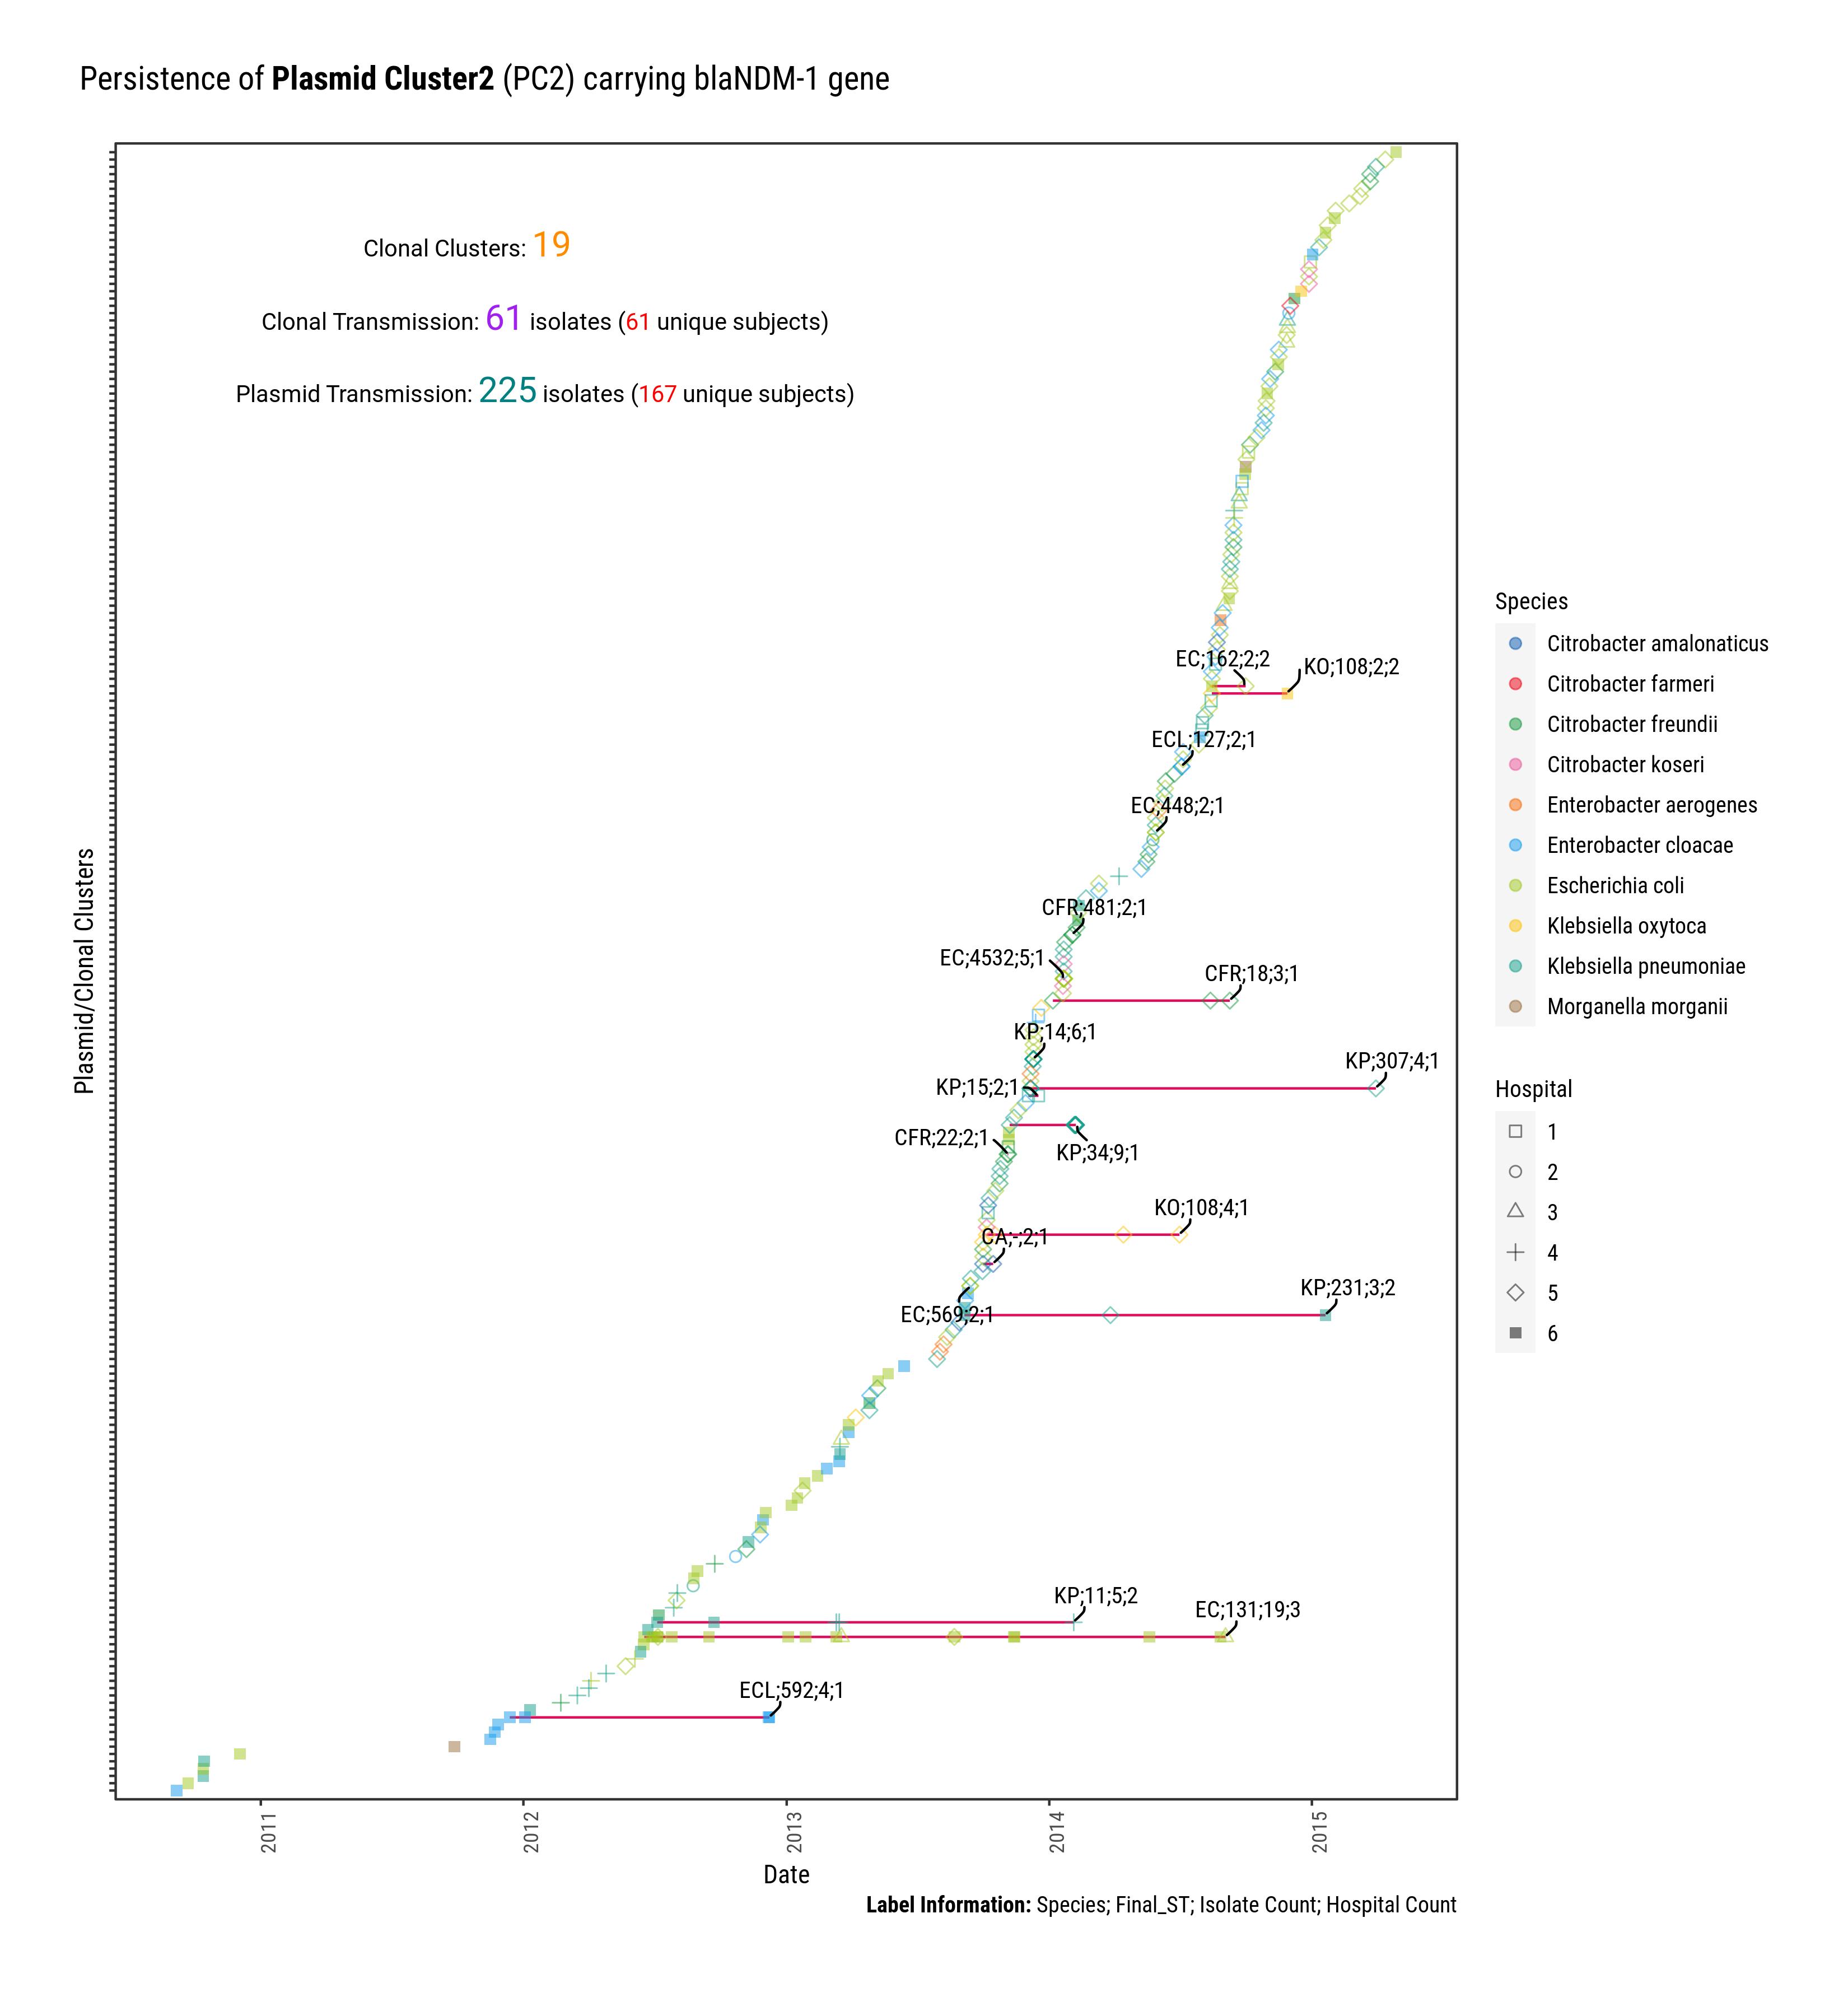 Persistence of Plasmid Cluster2 (PC2) carrying blaNDM-1 gene
Clonal Clusters: 19
Clonal Transmission: 61 isolates (61 unique subjects)
Plasmid Transmission: 225 isolates (167 unique subjects)
Plasmid/Clonal Clusters
EC;162;2;2
KO;108;2;2
ECL;127;2;1
EC;448;2;1
CFR;481;2;1
EC;4532;5;1
CFR;18;3;1
KP;14;6;1
KP;307;4;1
KP;15;2;1
CFR;22;2;1
KP;34;9;1
KO;108;4;1
CA;-;2;1
KP;231;3;2
EC;569;2;1
KP;11;5;2
EC;131;19;3
ECL;592;4;1
2011
2012
2013
2014
2015
Date
Label Information: Species; Final_ST; Isolate Count; Hospital Count
Species
Citrobacter amalonaticus
Citrobacter farmeri
Citrobacter freundii
Citrobacter koseri
Enterobacter aerogenes
Enterobacter cloacae
Escherichia coli
Klebsiella oxytoca
Klebsiella pneumoniae
Morganella morganii
Hospital
1
2
3
4
5
6